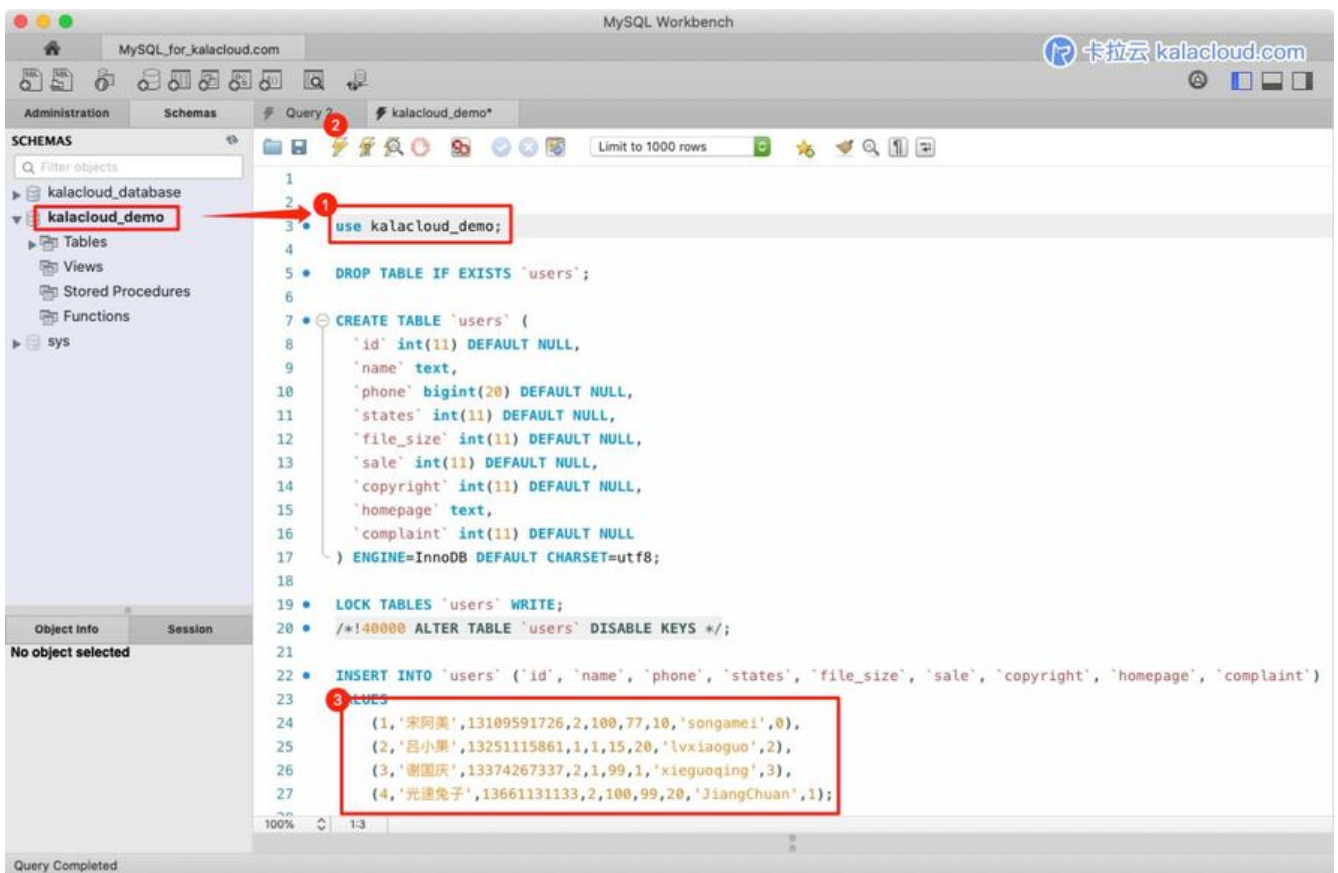 MySQL Workbench
MySQL_for_kalacloud.com
卡拉云 kalacloud.com
Administration Schemas
Query 2 kalacloud_demo*
SCHEMAS
Filter objects
kalacloud_database
kalacloud_demo
Tables
Views
Stored Procedures
Functions
sys
Object Info Session
No object selected
2
Limit to 1000 rows
1
2
1
3 use kalacloud_demo;
4
5 DROP TABLE IF EXISTS `users`;
6
7 CREATE TABLE `users` (
8 `id` int(11) DEFAULT NULL,
9 `name` text,
10 `phone` bigint(20) DEFAULT NULL,
11 `states` int(11) DEFAULT NULL,
12 `file_size` int(11) DEFAULT NULL,
13 `sale` int(11) DEFAULT NULL,
14 `copyright` int(11) DEFAULT NULL,
15 `homepage` text,
16 `complaint` int(11) DEFAULT NULL
17 ) ENGINE=InnoDB DEFAULT CHARSET=utf8;
18
19 LOCK TABLES `users` WRITE;
20 /*!40000 ALTER TABLE `users` DISABLE KEYS */;
21
22 INSERT INTO `users` (`id`, `name`, `phone`, `states`, `file_size`, `sale`, `copyright`, `homepage`, `complaint`)
23 3 ALUES
24 (1,'宋阿美',13109591726,2,100,77,10,'songamei',0),
25 (2,'吕小果',13251115861,1,1,15,20,'lvxiaoguo',2),
26 (3,'谢国庆',13374267337,2,1,99,1,'xieguoqing',3),
27 (4,'光速兔子',13661131133,2,100,99,20,'JiangChuan',1);
100% 1:3
Query Completed